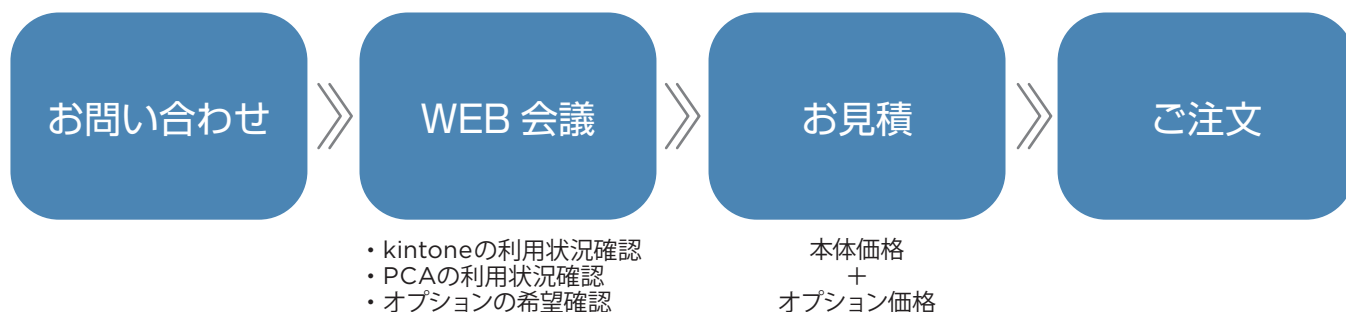 お問い合わせ
WEB 会議
お見積
ご注文
・kintoneの利用状況確認
・PCAの利用状況確認
・オプションの希望確認
本体価格
＋
オプション価格